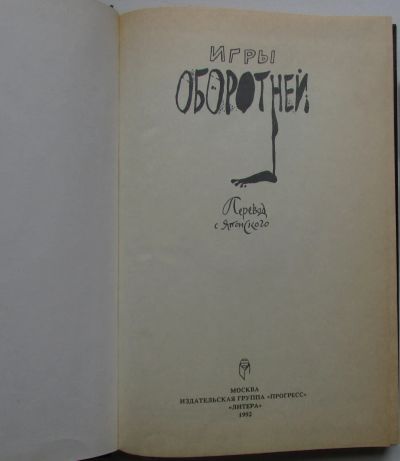 ИГРЫ
ОБОРОТНЕЙ
Перевод
с японского
МОСКВА
ИЗДАТЕЛЬСКАЯ ГРУППА «ПРОГРЕСС»
«ЛИТЕРА»
1992